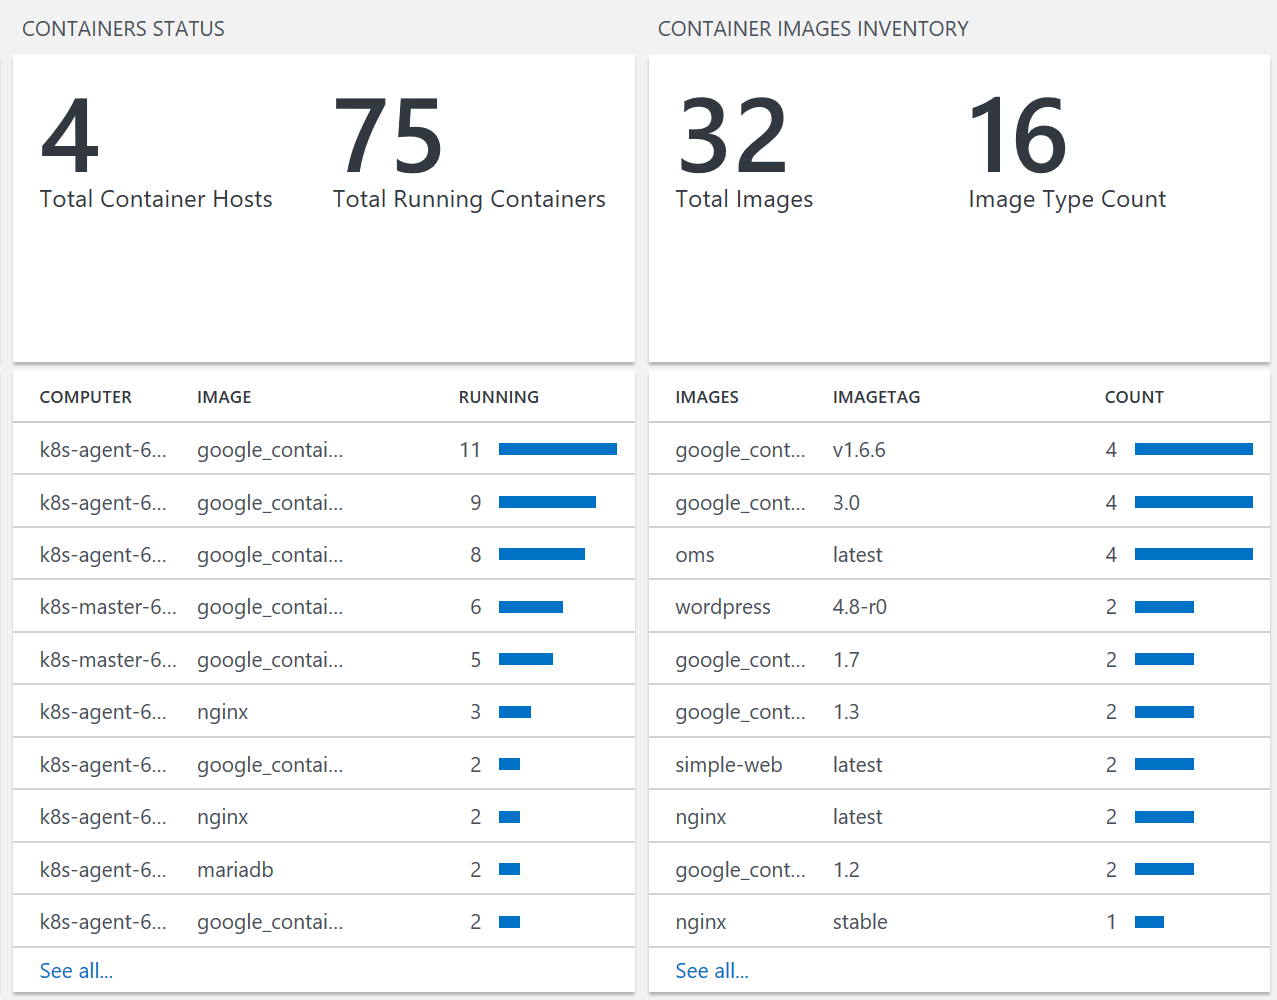 CONTAINERS STATUS
4
Total Container Hosts
75
Total Running Containers
COMPUTER IMAGE RUNNING
k8s-agent-6... google_contai... 11
k8s-agent-6... google_contai... 9
k8s-agent-6... google_contai... 8
k8s-master-6... google_contai... 6
k8s-master-6... google_contai... 5
k8s-agent-6... nginx 3
k8s-agent-6... google_contai... 2
k8s-agent-6... nginx 2
k8s-agent-6... mariadb 2
k8s-agent-6... google_contai... 2
See all...
CONTAINER IMAGES INVENTORY
32
Total Images
16
Image Type Count
IMAGES IMAGETAG COUNT
google_cont... v1.6.6 4
google_cont... 3.0 4
oms latest 4
wordpress 4.8-r0 2
google_cont... 1.7 2
google_cont... 1.3 2
simple-web latest 2
nginx latest 2
google_cont... 1.2 2
nginx stable 1
See all...